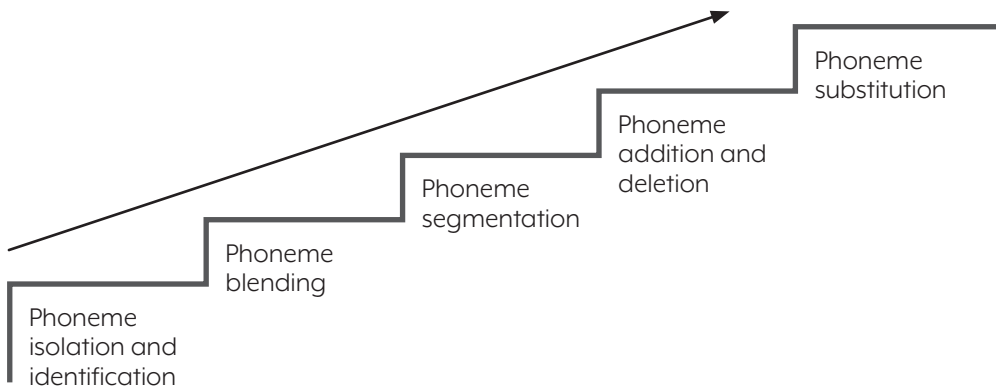 Phoneme
isolation and
identification
Phoneme
blending
Phoneme
segmentation
Phoneme
addition and
deletion
Phoneme
substitution